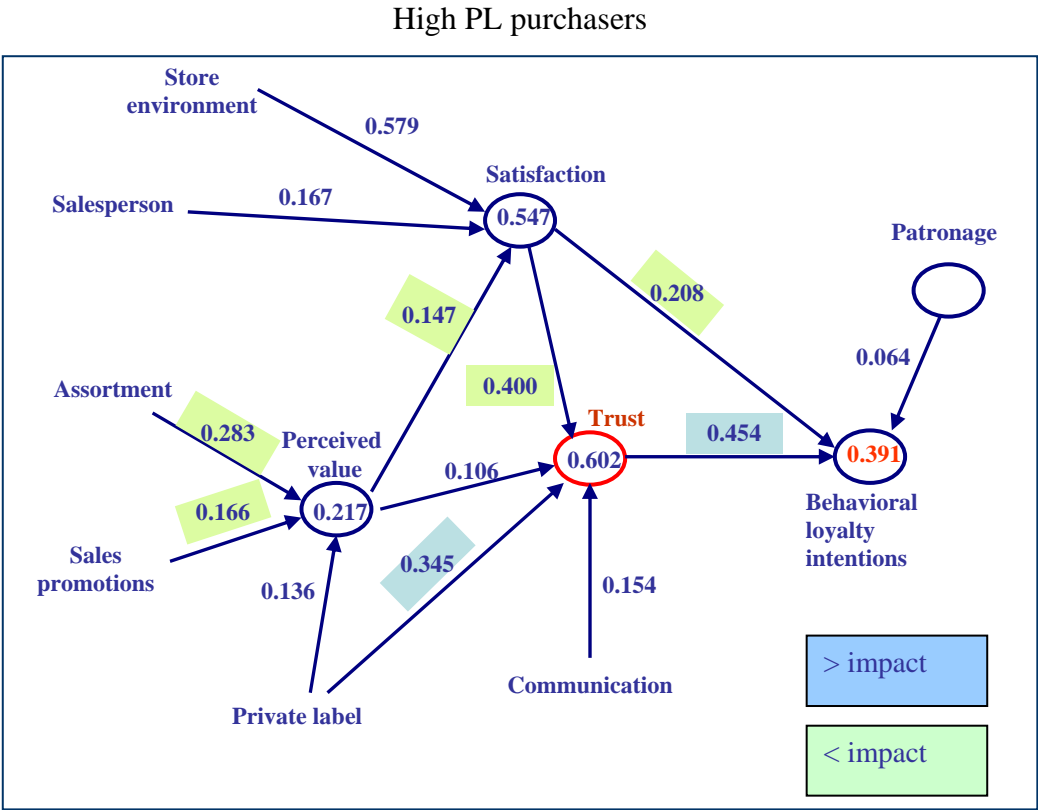 High PL purchasers
Store
environment
0.579
Satisfaction
Salesperson
0.167
0.547
Patronage
0.208
0.147
0.064
Assortment
0.400
0.283
Perceived
value
Trust
0.454
0.106
0.602
0.391
0.217
0.166
Behavioral
loyalty
intentions
Sales
promotions
0.345
0.136
0.154
Communication
Private label
> impact
< impact